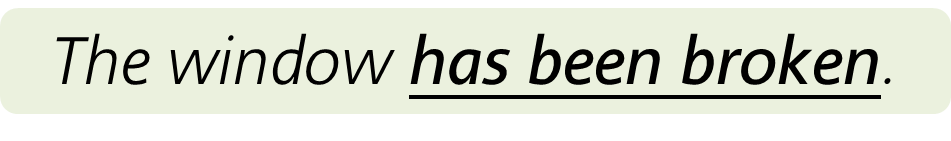 The window has been broken.